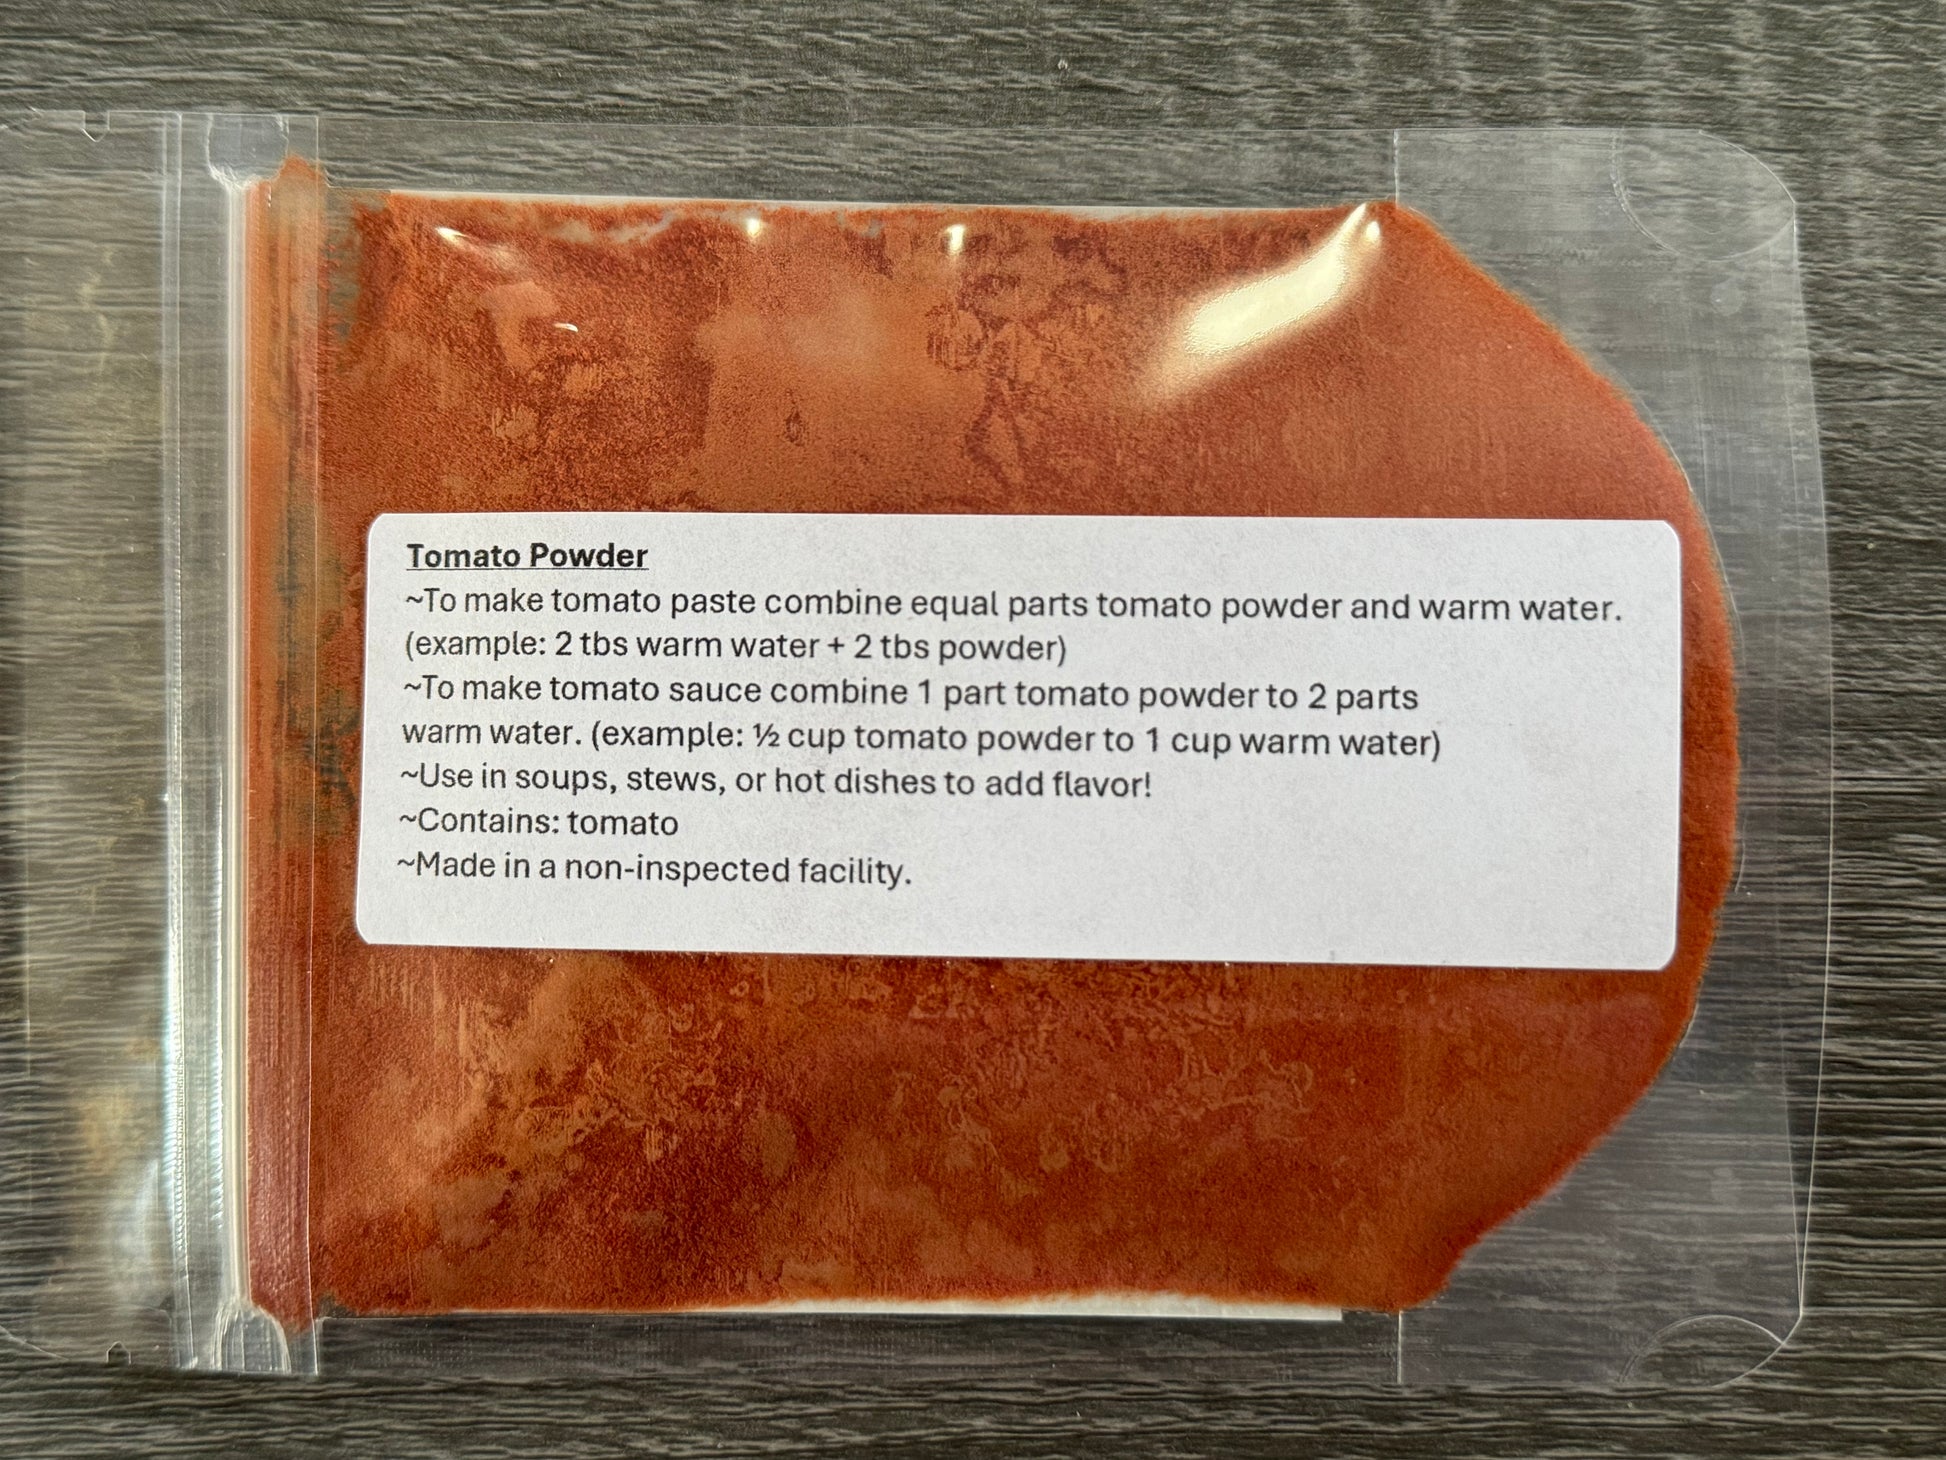 Tomato Powder
~To make tomato paste combine equal parts tomato powder and warm water.
(example: 2 tbs warm water + 2 tbs powder)
~To make tomato sauce combine 1 part tomato powder to 2 parts
warm water. (example: ½ cup tomato powder to 1 cup warm water)
~Use in soups, stews, or hot dishes to add flavor!
~Contains: tomato
~Made in a non-inspected facility.